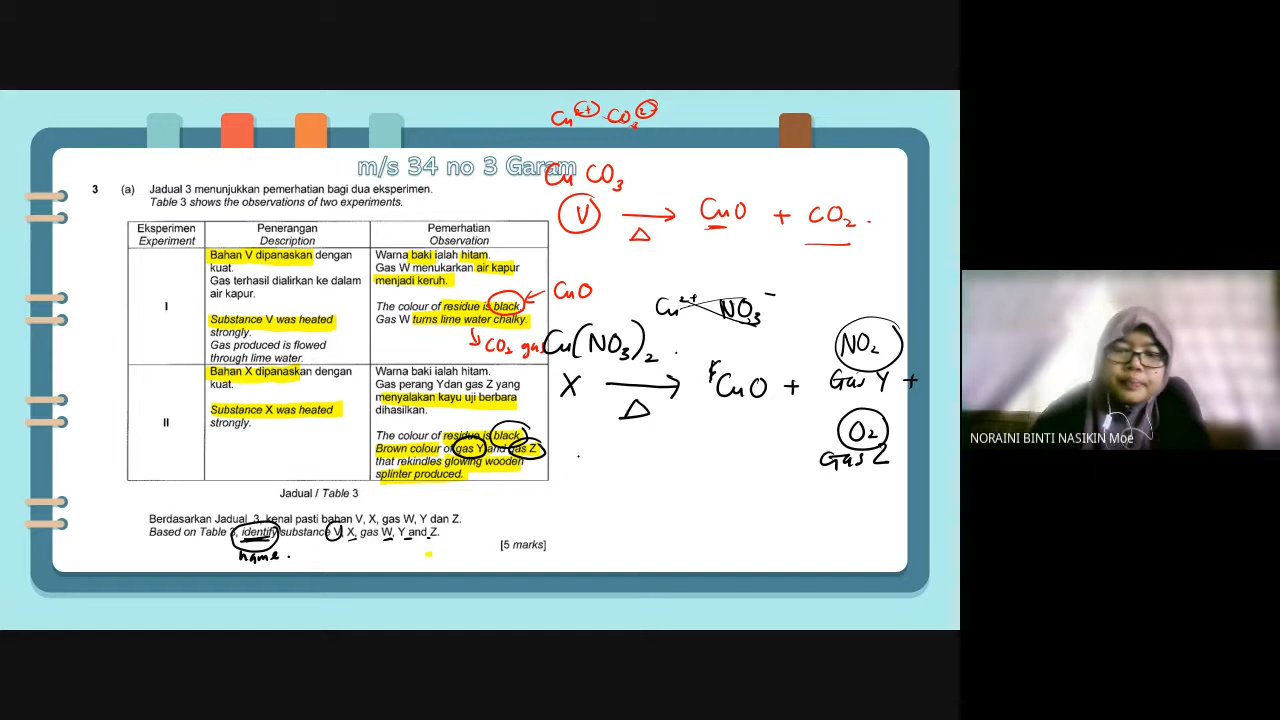 Cu²⁺ CO₃²⁻
m/s 34 no 3 Garam
3 (a) Jadual 3 menunjukkan pemerhatian bagi dua eksperimen.
Table 3 shows the observations of two experiments.
Cu CO₃
V → CuO + CO₂
Δ
Eksperimen
Experiment
Penerangan
Description
Pemerhatian
Observation
I
Bahan V dipanaskan dengan
kuat.
Gas terhasil dialirkan ke dalam
air kapur.
Substance V was heated
strongly.
Gas produced is flowed
through lime water.
Warna baki ialah hitam.
Gas W menukarkan air kapur
menjadi keruh.
The colour of residue is black.
Gas W turns lime water chalky.
CuO
CO₂ gas
II
Bahan X dipanaskan dengan
kuat.
Substance X was heated
strongly.
Warna baki ialah hitam.
Gas perang Y dan gas Z yang
menyalakan kayu uji berbara
dihasilkan.
The colour of residue is black.
Brown colour of gas Y and gas Z
that rekindles glowing wooden
splinter produced.
Cu²⁺ NO₃⁻
Cu(NO₃)₂
X → CuO + NO₂
Δ
Gas Y +
O₂
Gas Z
Jadual / Table 3
Berdasarkan Jadual 3, kenal pasti bahan V, X, gas W, Y dan Z.
Based on Table 3, identify substance V, X, gas W, Y and Z.
name.
[5 marks]
NORAINI BINTI NASIKIN Moe